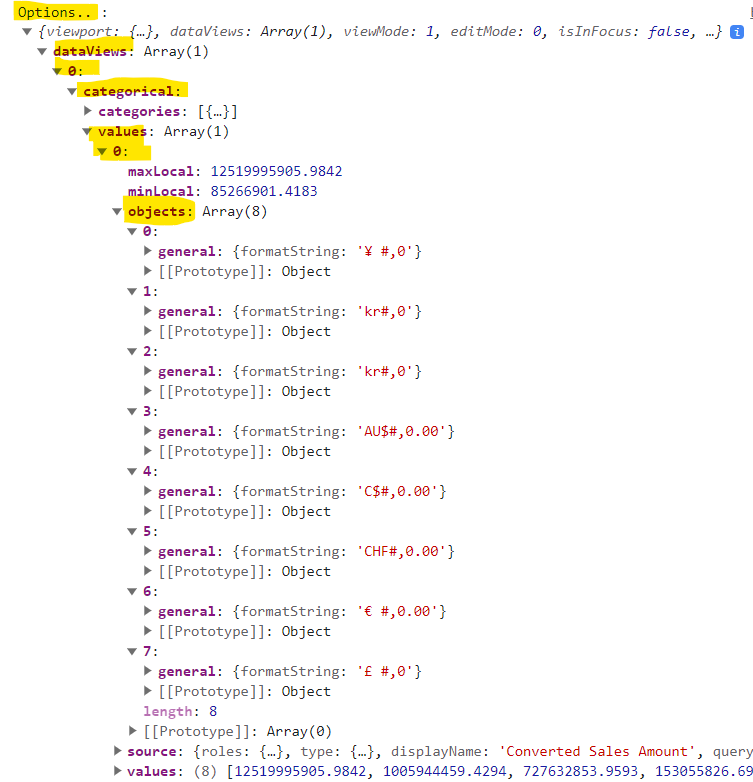 Options.. :
▼ {viewport: {…}, dataViews: Array(1), viewMode: 1, editMode: 0, isInFocus: false, …} i
▼ dataViews: Array(1)
▼ 0:
▼ categorical:
▶ categories: [{…}]
▼ values: Array(1)
▼ 0:
maxLocal: 12519995905.9842
minLocal: 85266901.4183
▼ objects: Array(8)
▼ 0:
▶ general: {formatString: '¥ #,0'}
▶ [[Prototype]]: Object
▼ 1:
▶ general: {formatString: 'kr#,0'}
▶ [[Prototype]]: Object
▼ 2:
▶ general: {formatString: 'kr#,0'}
▶ [[Prototype]]: Object
▼ 3:
▶ general: {formatString: 'AU$#,0.00'}
▶ [[Prototype]]: Object
▼ 4:
▶ general: {formatString: 'C$#,0.00'}
▶ [[Prototype]]: Object
▼ 5:
▶ general: {formatString: 'CHF#,0.00'}
▶ [[Prototype]]: Object
▼ 6:
▶ general: {formatString: '€ #,0.00'}
▶ [[Prototype]]: Object
▼ 7:
▶ general: {formatString: '£ #,0'}
▶ [[Prototype]]: Object
length: 8
▶ [[Prototype]]: Array(0)
▶ source: {roles: {…}, type: {…}, displayName: 'Converted Sales Amount', query
▶ values: (8) [12519995905.9842, 1005944459.4294, 727632853.9593, 153055826.69